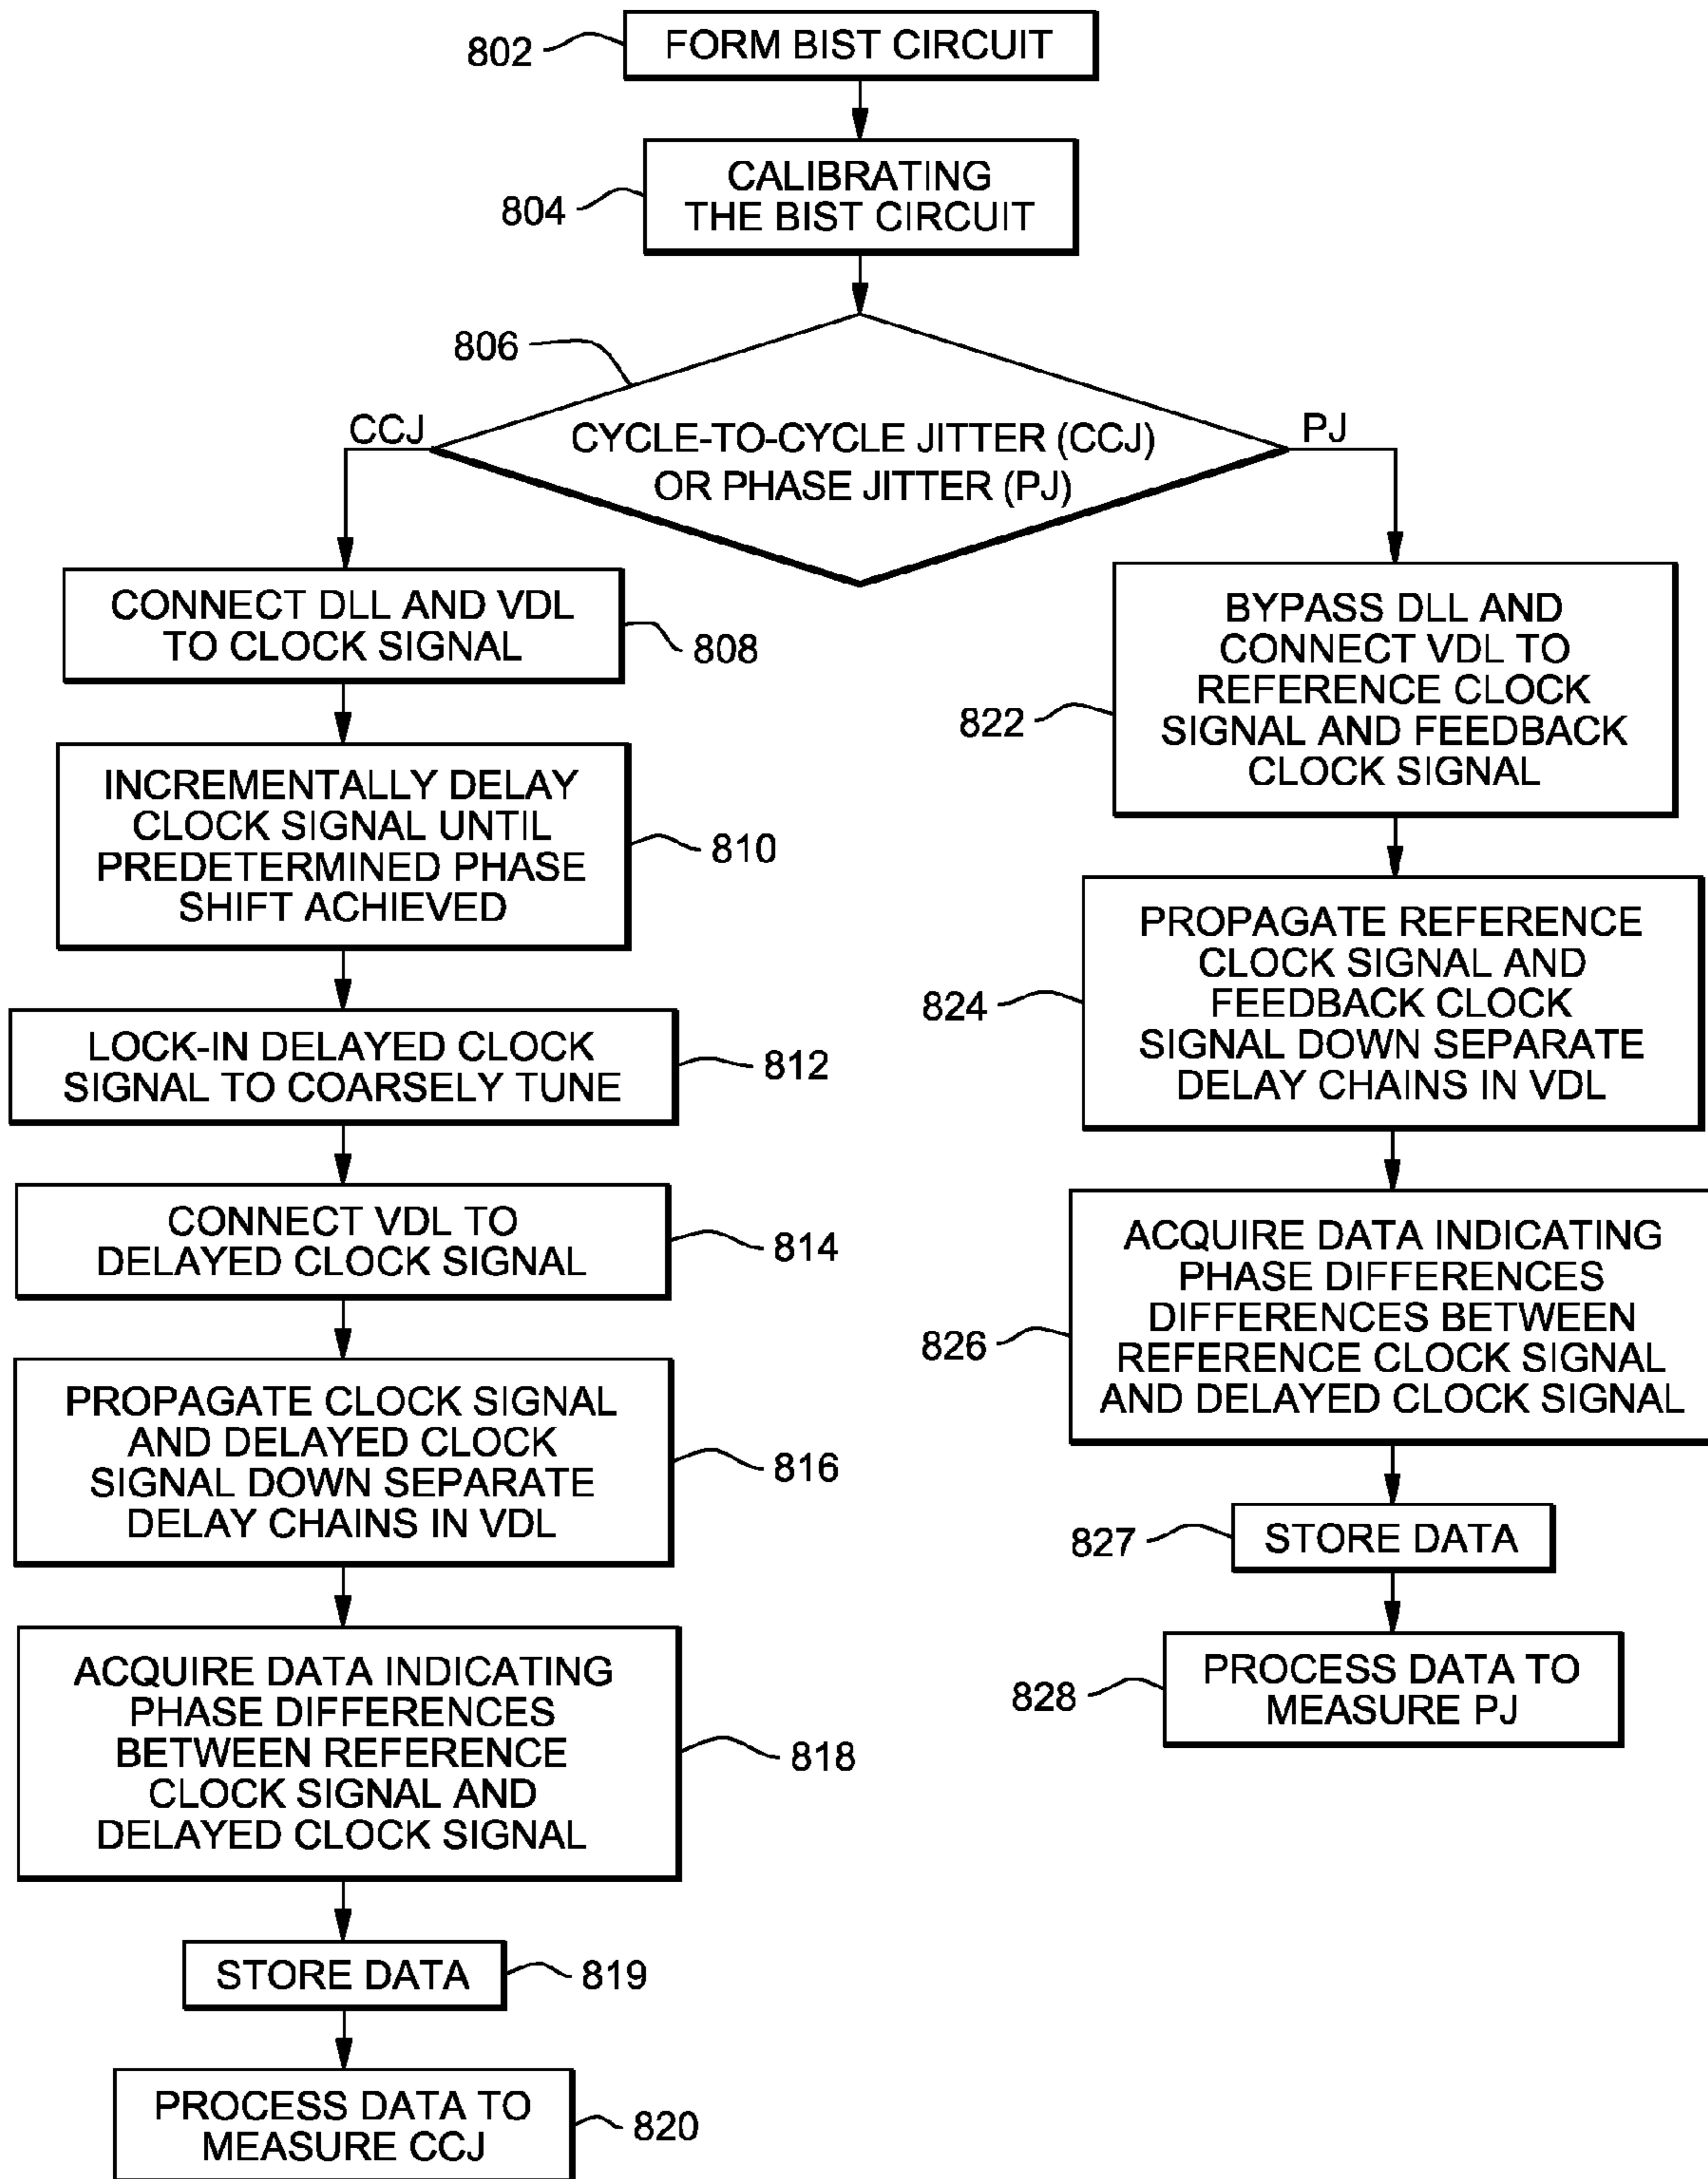 802
FORM BIST CIRCUIT
804
CALIBRATING
THE BIST CIRCUIT
806
CCJ
CYCLE-TO-CYCLE JITTER (CCJ)
OR PHASE JITTER (PJ)
PJ
CONNECT DLL AND VDL
TO CLOCK SIGNAL
808
INCREMENTALLY DELAY
CLOCK SIGNAL UNTIL
PREDETERMINED PHASE
SHIFT ACHIEVED
810
LOCK-IN DELAYED CLOCK
SIGNAL TO COARSELY TUNE
812
CONNECT VDL TO
DELAYED CLOCK SIGNAL
814
PROPAGATE CLOCK SIGNAL
AND DELAYED CLOCK
SIGNAL DOWN SEPARATE
DELAY CHAINS IN VDL
816
ACQUIRE DATA INDICATING
PHASE DIFFERENCES
BETWEEN REFERENCE
CLOCK SIGNAL AND
DELAYED CLOCK SIGNAL
818
STORE DATA
819
PROCESS DATA TO
MEASURE CCJ
820
822
BYPASS DLL AND
CONNECT VDL TO
REFERENCE CLOCK
SIGNAL AND FEEDBACK
CLOCK SIGNAL
824
PROPAGATE REFERENCE
CLOCK SIGNAL AND
FEEDBACK CLOCK
SIGNAL DOWN SEPARATE
DELAY CHAINS IN VDL
826
ACQUIRE DATA INDICATING
PHASE DIFFERENCES
DIFFERENCES BETWEEN
REFERENCE CLOCK SIGNAL
AND DELAYED CLOCK SIGNAL
827
STORE DATA
828
PROCESS DATA TO
MEASURE PJ